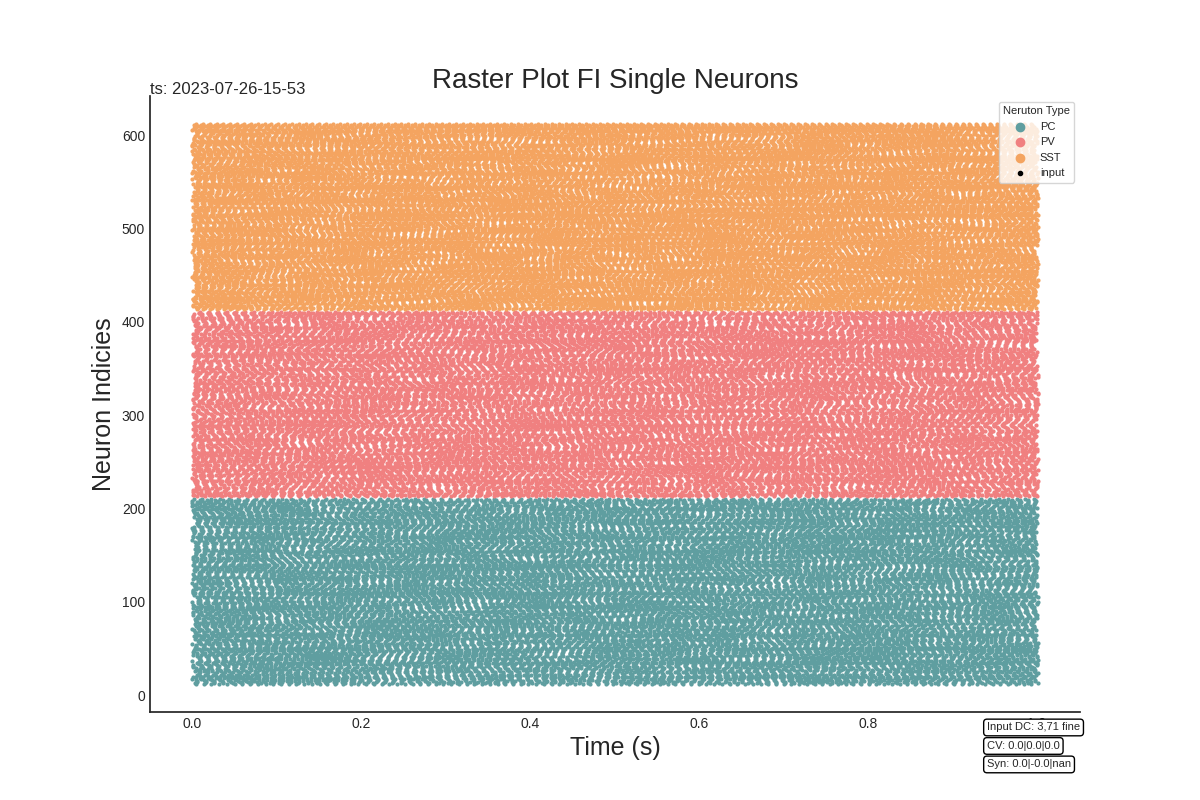 Raster Plot FI Single Neurons
ts: 2023-07-26-15-53
Neruton Type
PC
PV
SST
input
600
500
400
300
200
100
0
Neuron Indicies
0.0 0.2 0.4 0.6 0.8
Time (s)
Input DC: 3,71 fine
CV: 0.0|0.0|0.0
Syn: 0.0|-0.0|nan